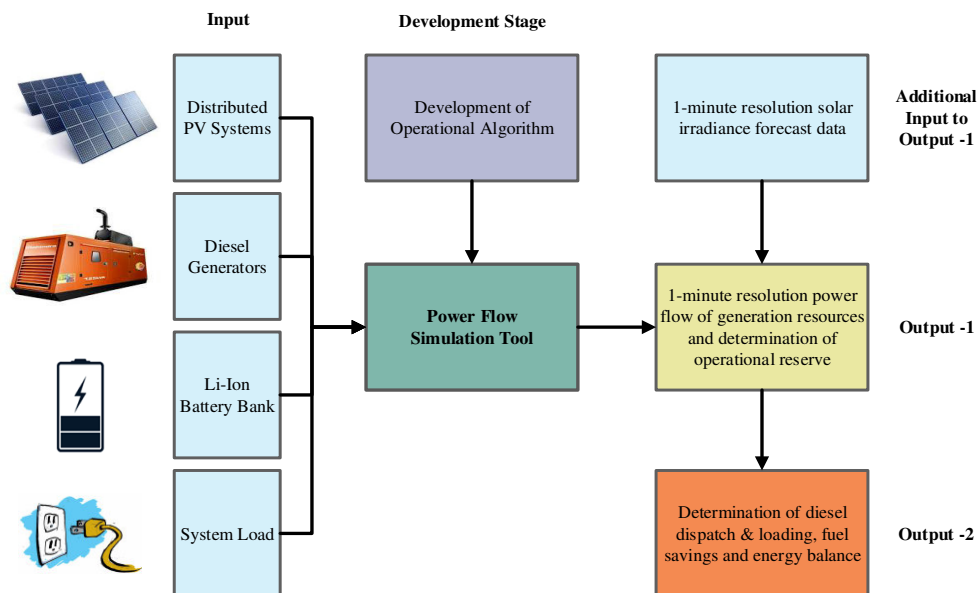 Input
Development Stage
Distributed
PV Systems
Development of
Operational Algorithm
1-minute resolution solar
irradiance forecast data
Additional
Input to
Output -1
Diesel
Generators
Power Flow
Simulation Tool
1-minute resolution power
flow of generation resources
and determination of
operational reserve
Output -1
Li-Ion
Battery Bank
System Load
Determination of diesel
dispatch & loading, fuel
savings and energy balance
Output -2